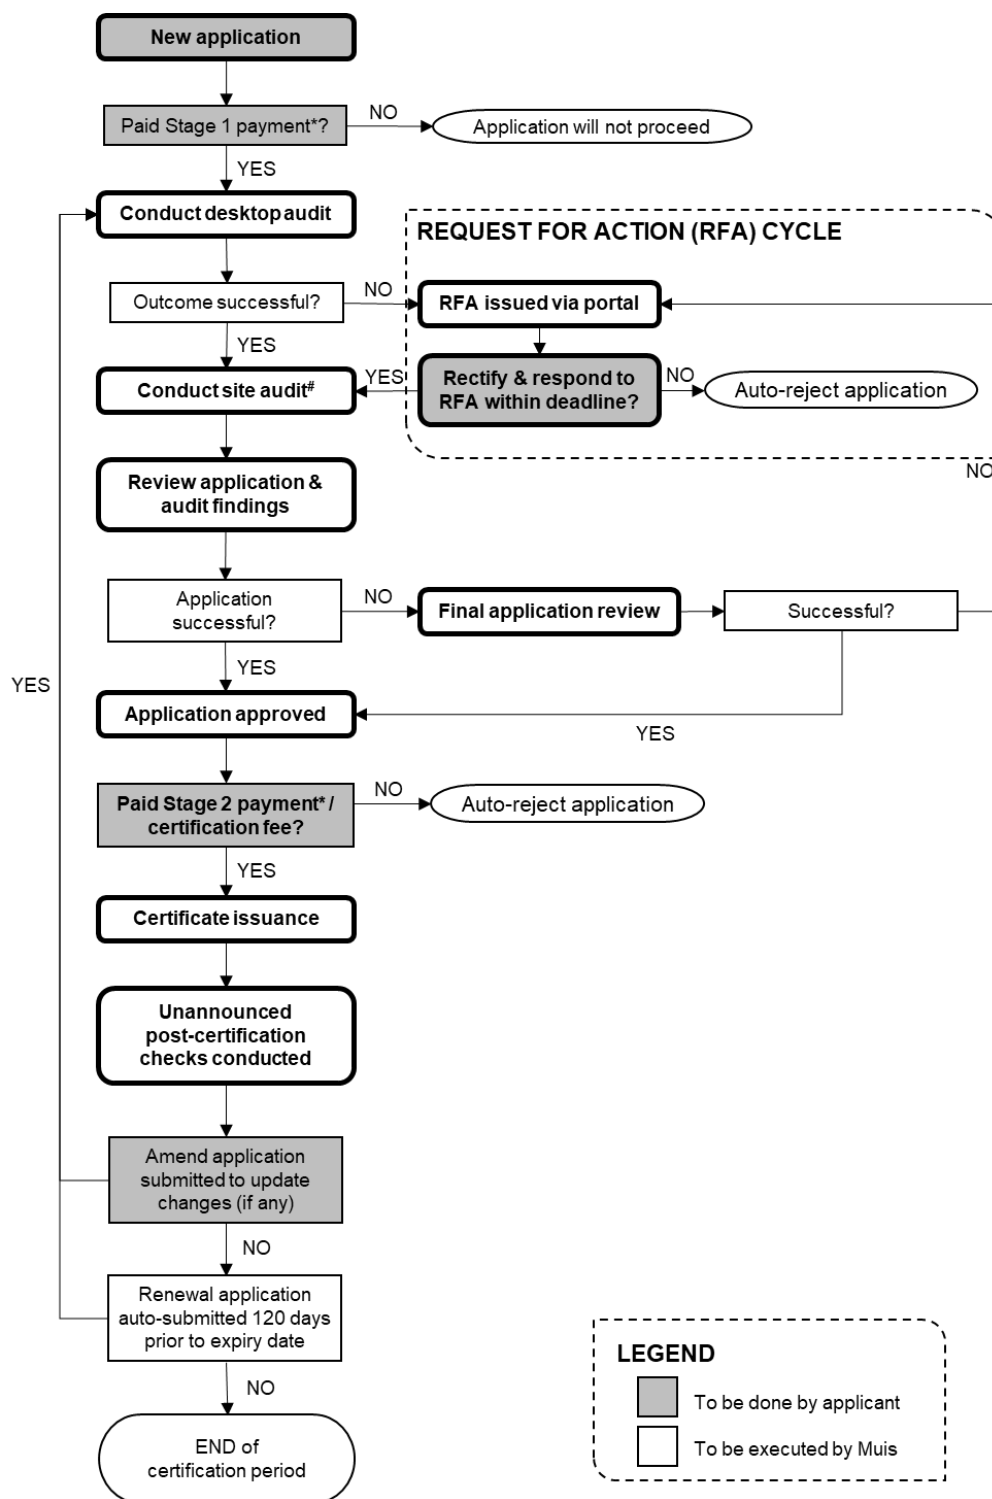 New application
Paid Stage 1 payment*?
NO
Application will not proceed
YES
Conduct desktop audit
REQUEST FOR ACTION (RFA) CYCLE
Outcome successful?
NO
RFA issued via portal
YES
Conduct site audit#
YES
Rectify & respond to
RFA within deadline?
NO
Auto-reject application
NO
Review application &
audit findings
Application
successful?
NO
Final application review
Successful?
YES
YES
Application approved
YES
Paid Stage 2 payment* /
certification fee?
NO
Auto-reject application
YES
Certificate issuance
Unannounced
post-certification
checks conducted
Amend application
submitted to update
changes (if any)
NO
Renewal application
auto-submitted 120 days
prior to expiry date
NO
END of
certification period
LEGEND
To be done by applicant
To be executed by Muis